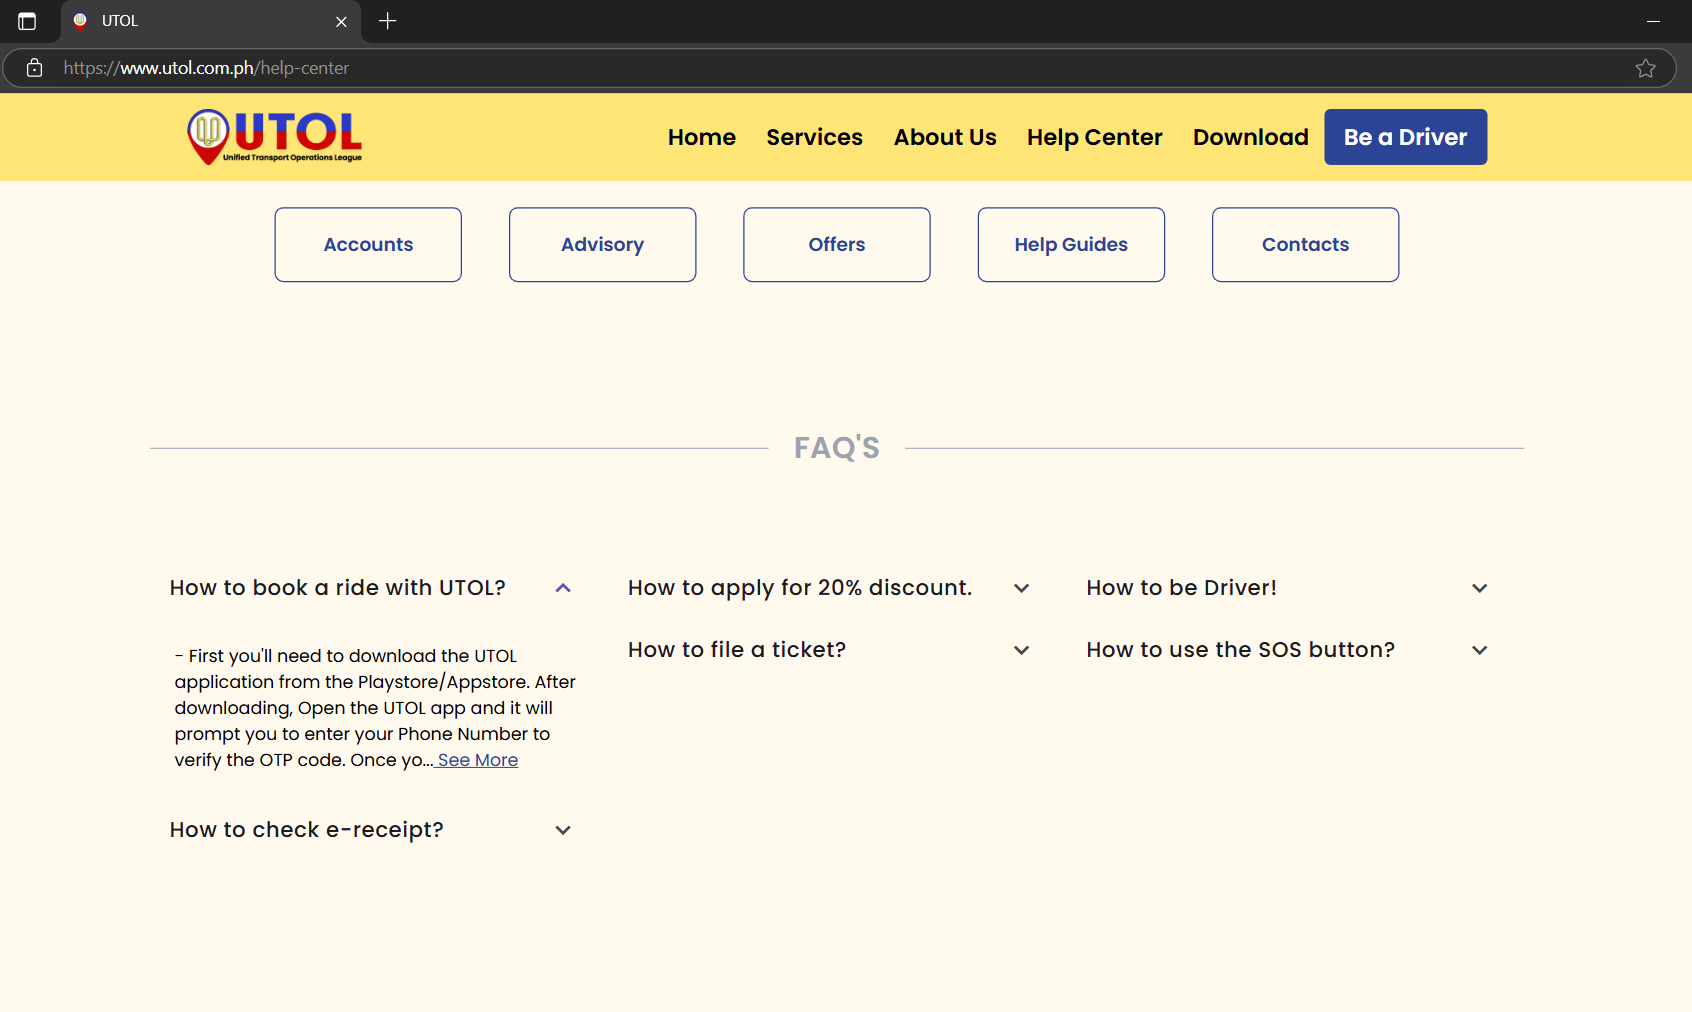 UTOL
https://www.utol.com.ph/help-center
UTOL
Unified Transport Operations League
Home
Services
About Us
Help Center
Download
Be a Driver
Accounts
Advisory
Offers
Help Guides
Contacts
FAQ'S
How to book a ride with UTOL?
- First you'll need to download the UTOL
application from the Playstore/Appstore. After
downloading, Open the UTOL app and it will
prompt you to enter your Phone Number to
verify the OTP code. Once yo... See More
How to check e-receipt?
How to apply for 20% discount.
How to file a ticket?
How to be Driver!
How to use the SOS button?